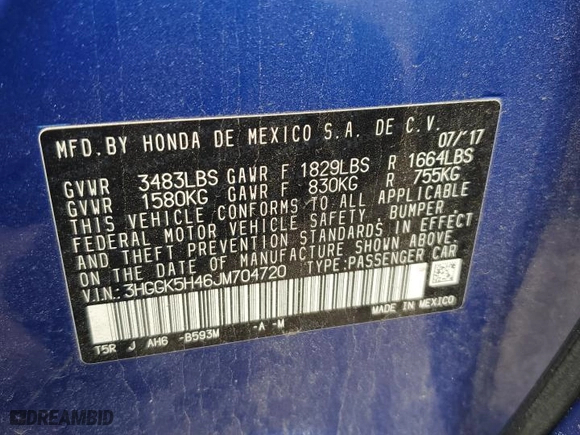 MFD.BY HONDA DE MEXICO S.A. DE C.V. 07/'17
GVWR 3483LBS GAWR F 1829LBS R 1664LBS
GVWR 1580KG GAWR F 830KG R 755KG
THIS VEHICLE CONFORMS TO ALL APPLICABLE
FEDERAL MOTOR VEHICLE SAFETY, BUMPER
AND THEFT PREVENTION STANDARDS IN EFFECT
ON THE DATE OF MANUFACTURE SHOWN ABOVE
V.I.N.: 3HGGK5H46JM704720 TYPE: PASSENGER CAR
T5R J AH6 -B593M -A -M MADE IN MEXICO
DREAMBID